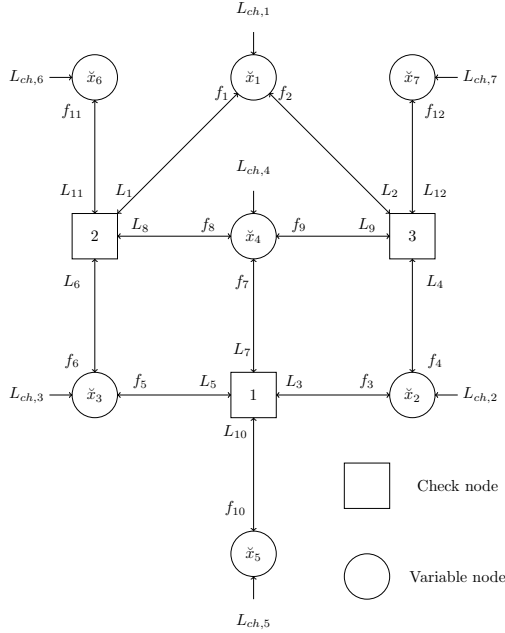 L_{ch,1}
L_{ch,6} x̆_6 x̆_1 x̆_7 L_{ch,7}
f_1 f_2
f_{11} f_{12}
L_{ch,4}
L_{11} L_1 L_2 L_{12}
2 L_8 f_8 x̆_4 f_9 L_9 3
L_6 f_7 L_4
L_7
f_6 f_4
f_5 L_5 L_3 f_3
L_{ch,3} x̆_3 1 x̆_2 L_{ch,2}
L_{10}
Check node
f_{10}
x̆_5
Variable node
L_{ch,5}